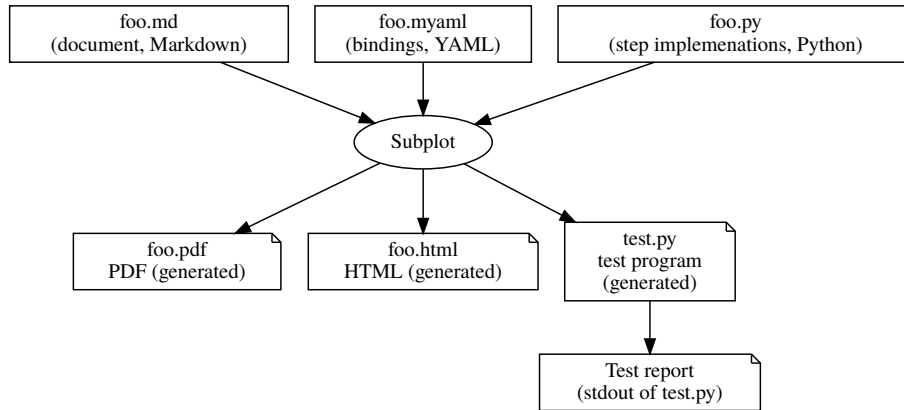 foo.md
(document, Markdown)
foo.myaml
(bindings, YAML)
foo.py
(step implemenations, Python)
Subplot
foo.pdf
PDF (generated)
foo.html
HTML (generated)
test.py
test program
(generated)
Test report
(stdout of test.py)